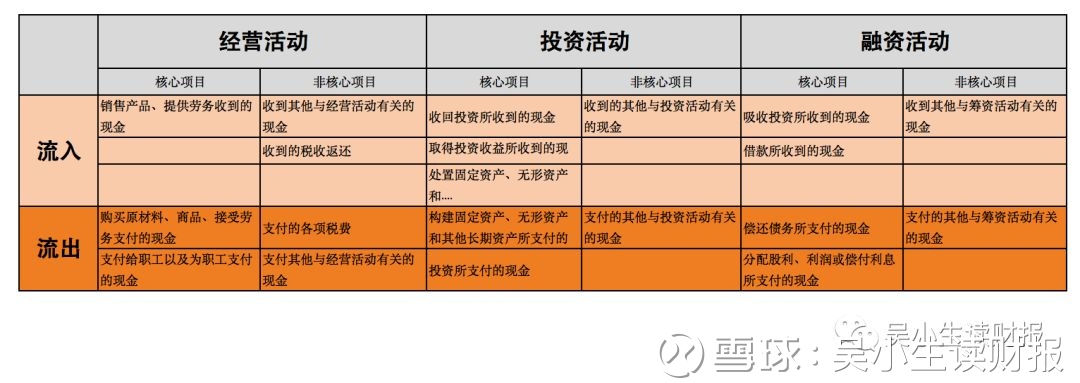 经营活动 投资活动 融资活动
核心项目 非核心项目 核心项目 非核心项目 核心项目 非核心项目
流入
销售产品、提供劳务收到的
现金
收到其他与经营活动有关的
现金
收回投资所收到的现金
收到的其他与投资活动有关
的现金
吸收投资所收到的现金
收到其他与筹资活动有关的
现金
收到的税收返还
取得投资收益所收到的现
借款所收到的现金
处置固定资产、无形资产
和....
流出
购买原材料、商品、接受劳
务支付的现金
支付的各项税费
构建固定资产、无形资产
和其他长期资产所支付的
支付的其他与投资活动有关
的现金
偿还债务所支付的现金
支付的其他与筹资活动有关
的现金
支付给职工以及为职工支付
的现金
支付其他与经营活动有关的
现金
投资所支付的现金
分配股利、利润或偿付利息
所支付的现金
吴小生读财报
雪球：吴小生读财报